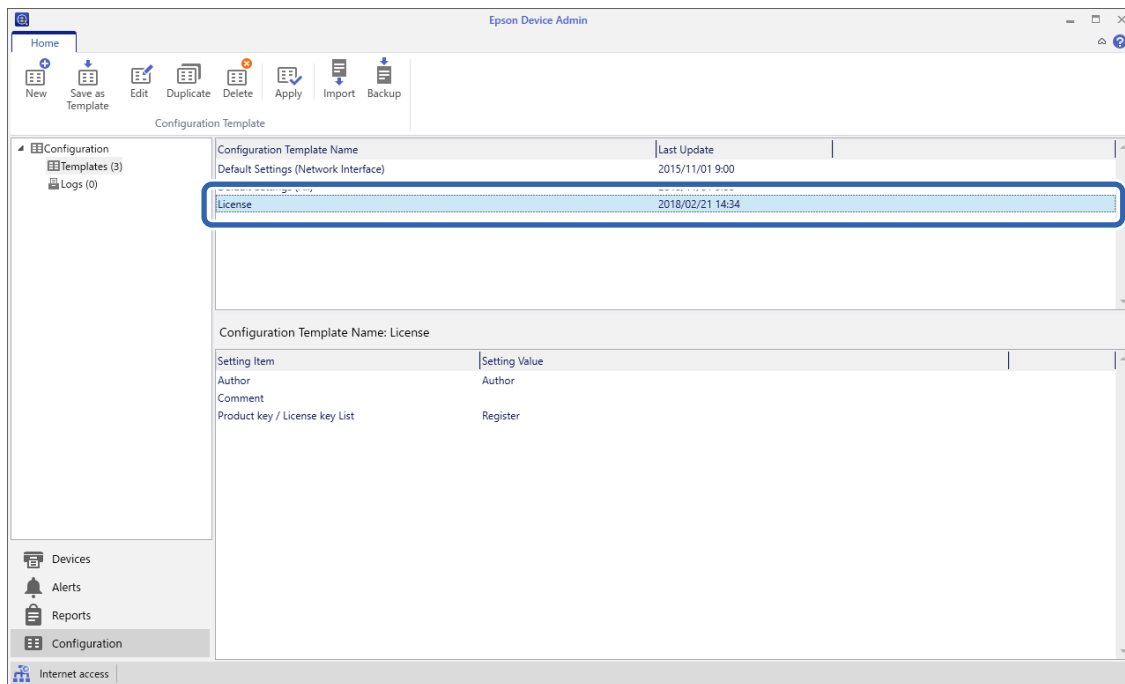 Epson Device Admin
Home
New
Save as
Template
Edit
Duplicate
Delete
Apply
Import
Backup
Configuration Template
Configuration
Templates (3)
Logs (0)
Configuration Template Name Last Update
Default Settings (Network Interface) 2015/11/01 9:00
License 2018/02/21 14:34
Configuration Template Name: License
Setting Item Setting Value
Author Author
Comment
Product key / License key List Register
Devices
Alerts
Reports
Configuration
Internet access